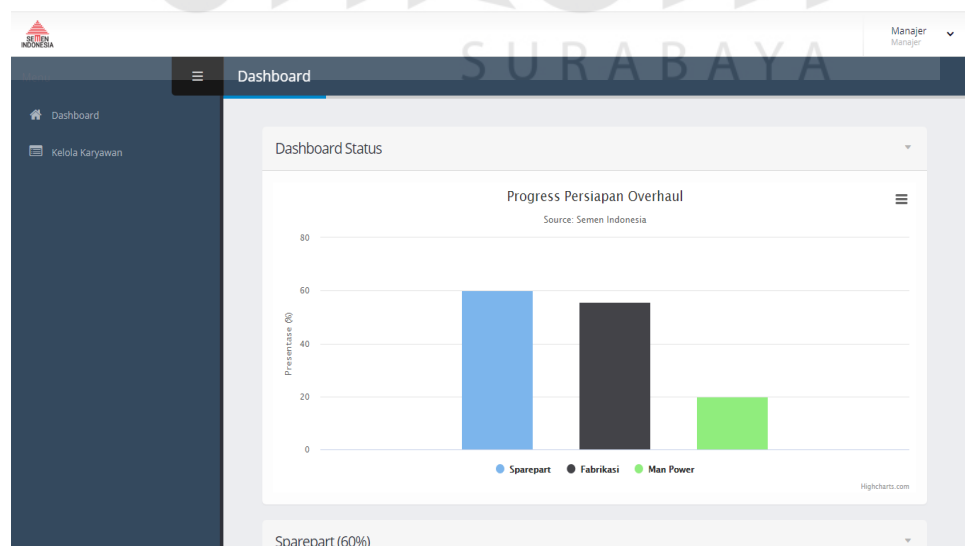 SURABAYA
SEMEN
INDONESIA
Manajer
Manajer
Dashboard
Dashboard
Kelola Karyawan
Dashboard Status
Progress Persiapan Overhaul
Source: Semen Indonesia
Presentase (%)
80
60
40
20
0
Sparepart Fabrikasi Man Power
Highcharts.com
Sparepart (60%)